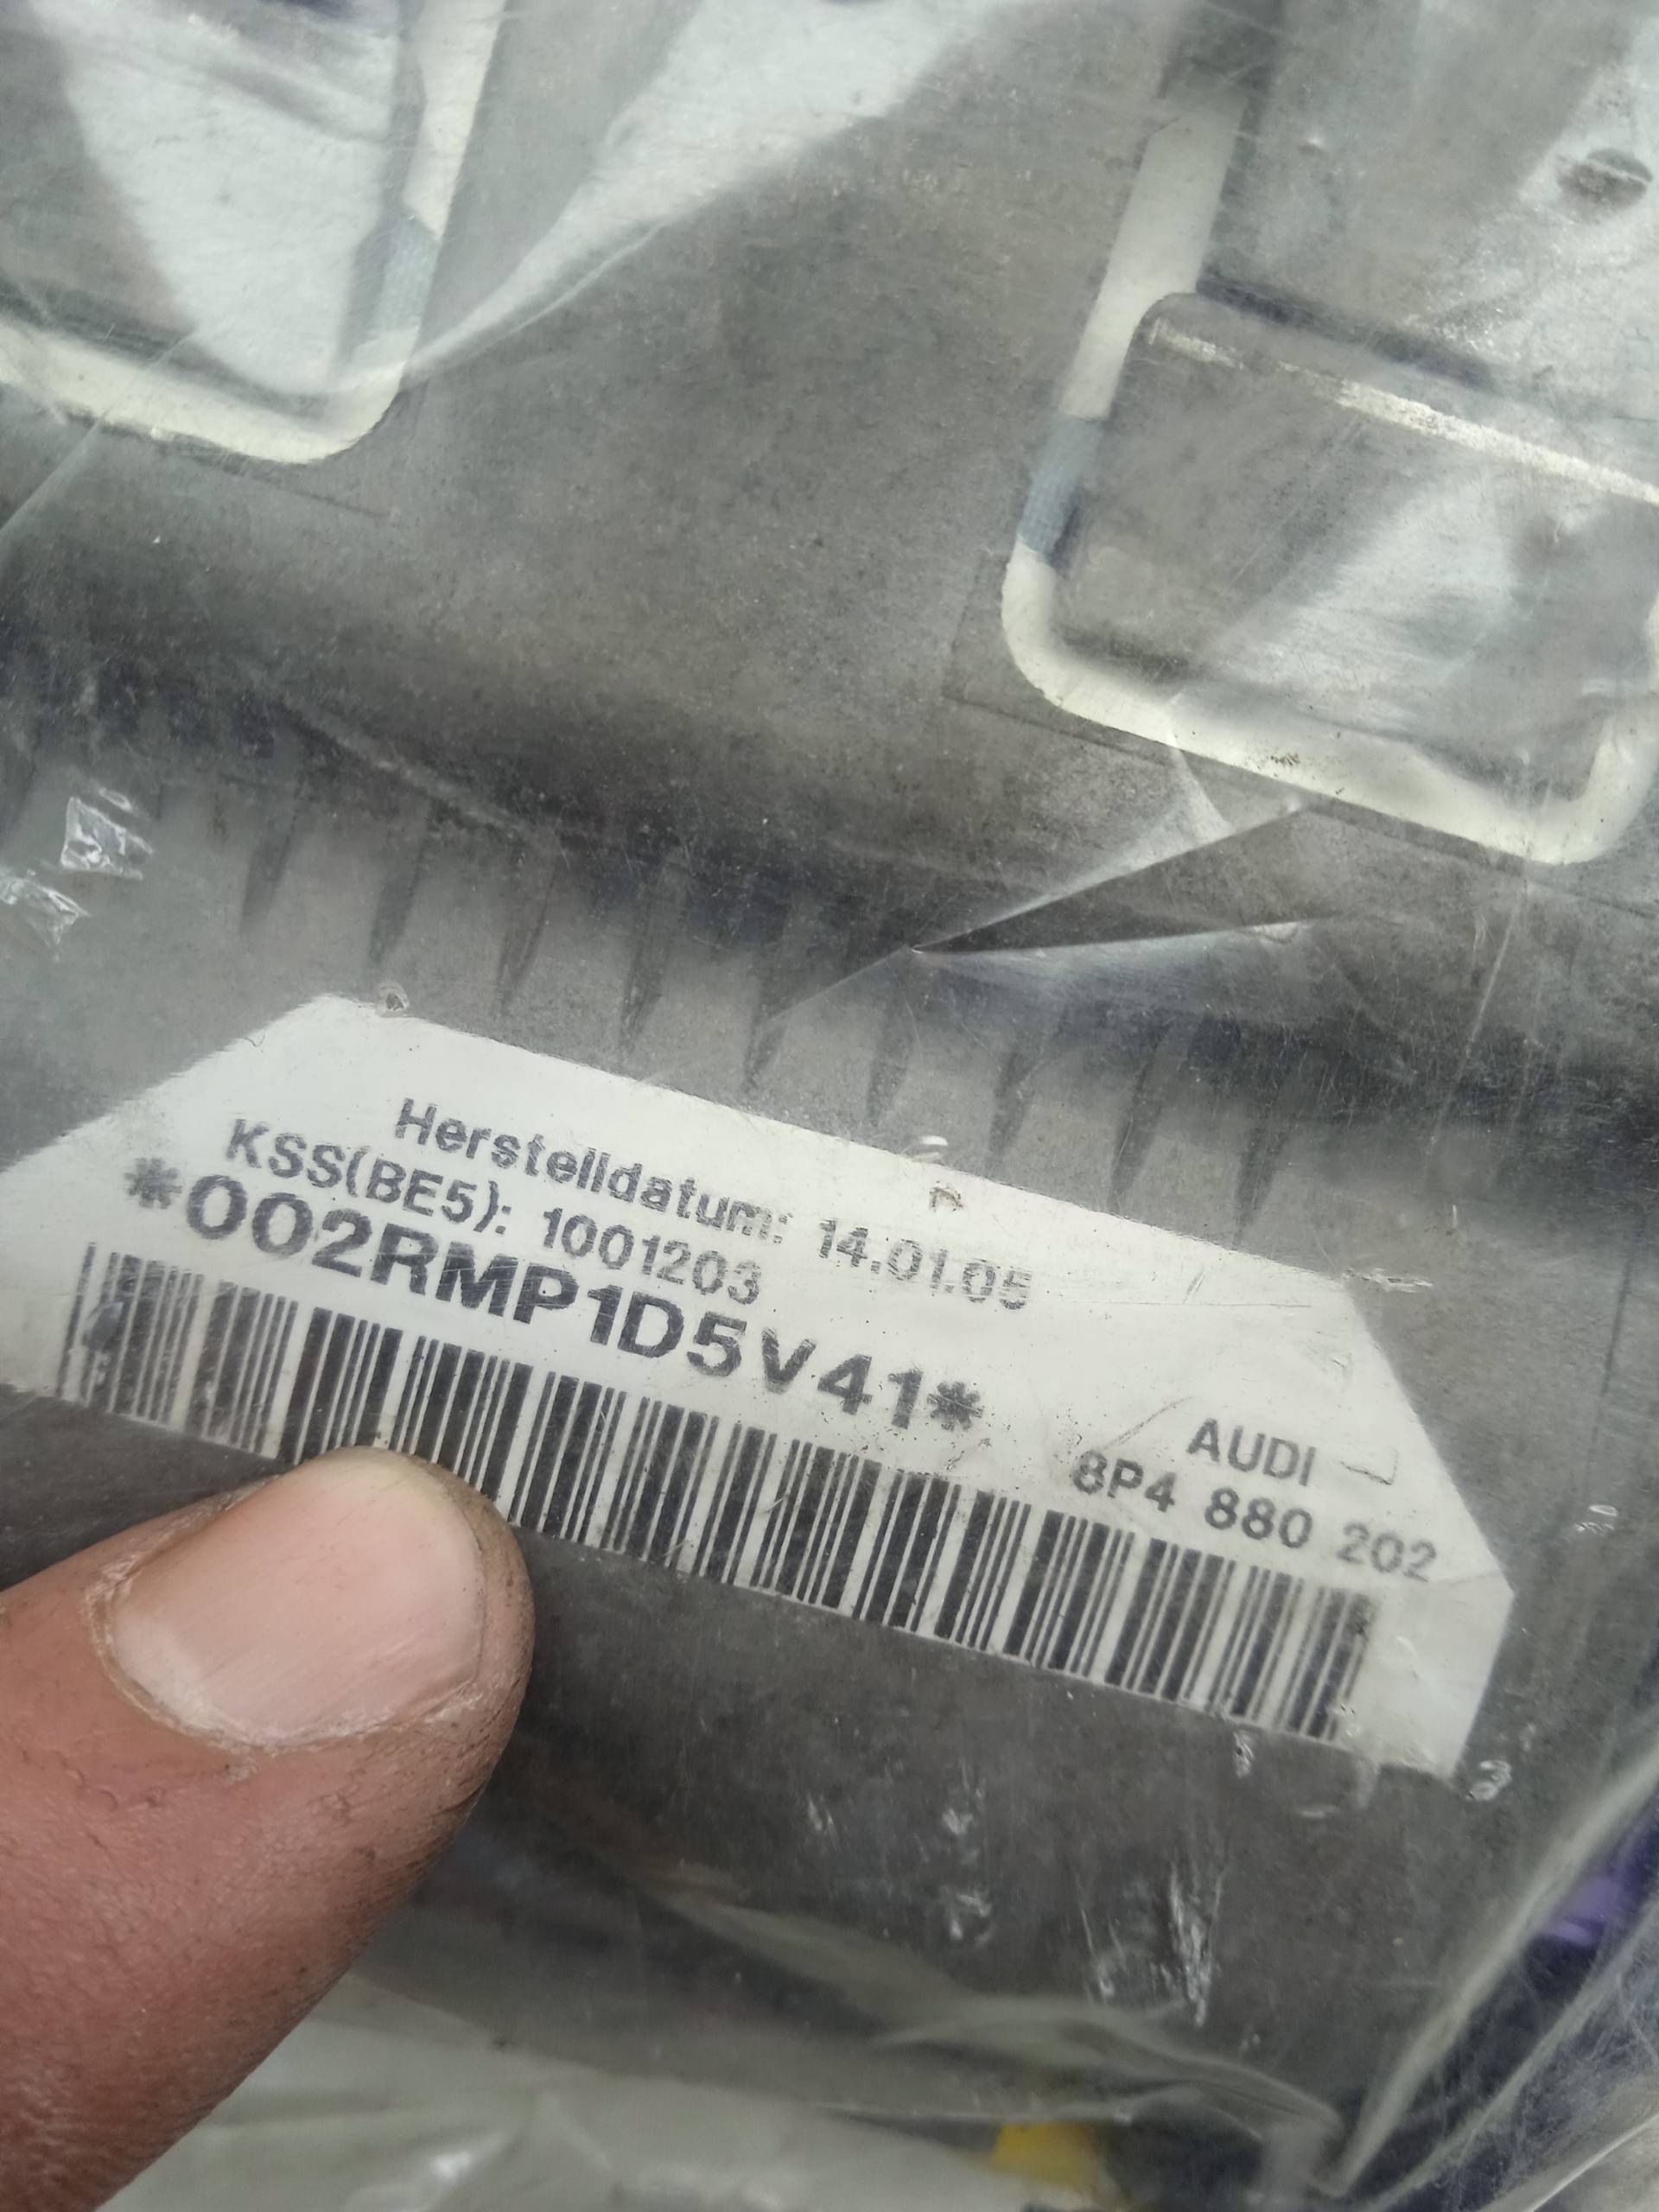 Herstelldatum: 14.01.05
KSS(BE5): 1001203
*002RMP1D5V41*
AUDI
8P4 880 202